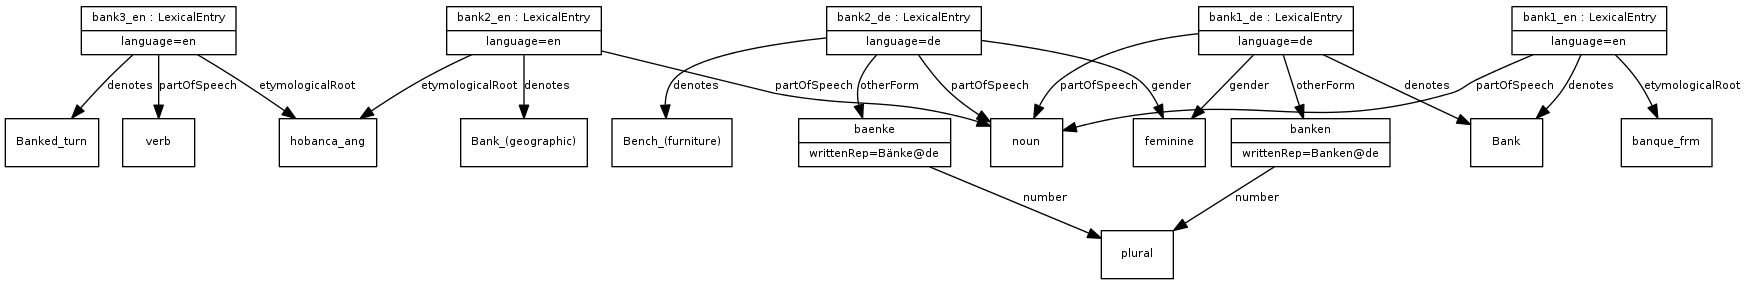 bank3_en : LexicalEntry
language=en
bank2_en : LexicalEntry
language=en
bank2_de : LexicalEntry
language=de
bank1_de : LexicalEntry
language=de
bank1_en : LexicalEntry
language=en
denotes
partOfSpeech
etymologicalRoot
etymologicalRoot
denotes
partOfSpeech
denotes
otherForm
partOfSpeech
gender
partOfSpeech
gender
otherForm
denotes
partOfSpeech
denotes
etymologicalRoot
Banked_turn
verb
hobanca_ang
Bank_(geographic)
Bench_(furniture)
baenke
writtenRep=Bänke@de
noun
feminine
banken
writtenRep=Banken@de
Bank
banque_frm
number
number
plural